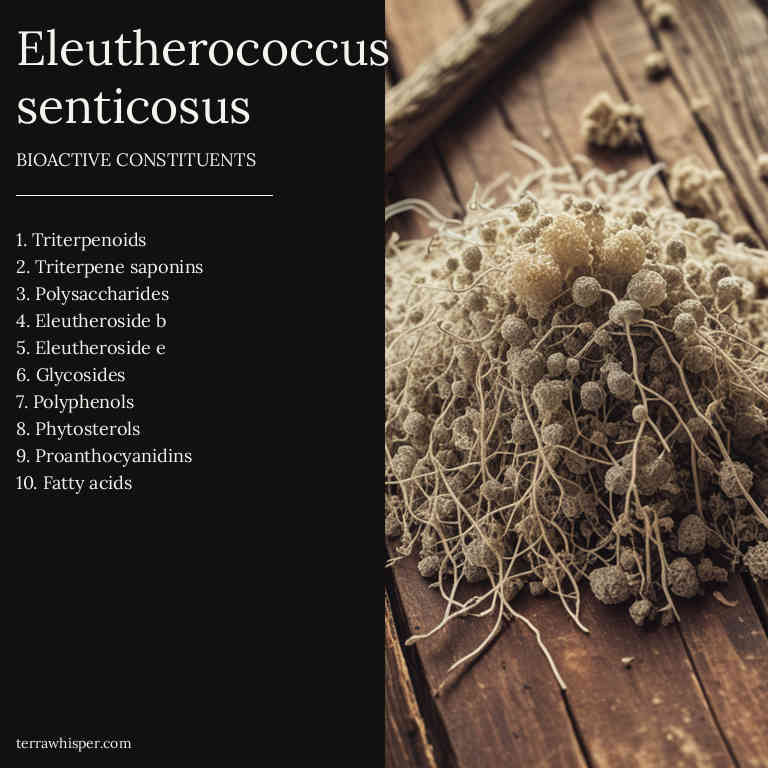 Eleutherococcus
senticosus
BIOACTIVE CONSTITUENTS
1. Triterpenoids
2. Triterpene saponins
3. Polysaccharides
4. Eleutheroside b
5. Eleutheroside e
6. Glycosides
7. Polyphenols
8. Phytosterols
9. Proanthocyanidins
10. Fatty acids
terrawhisper.com